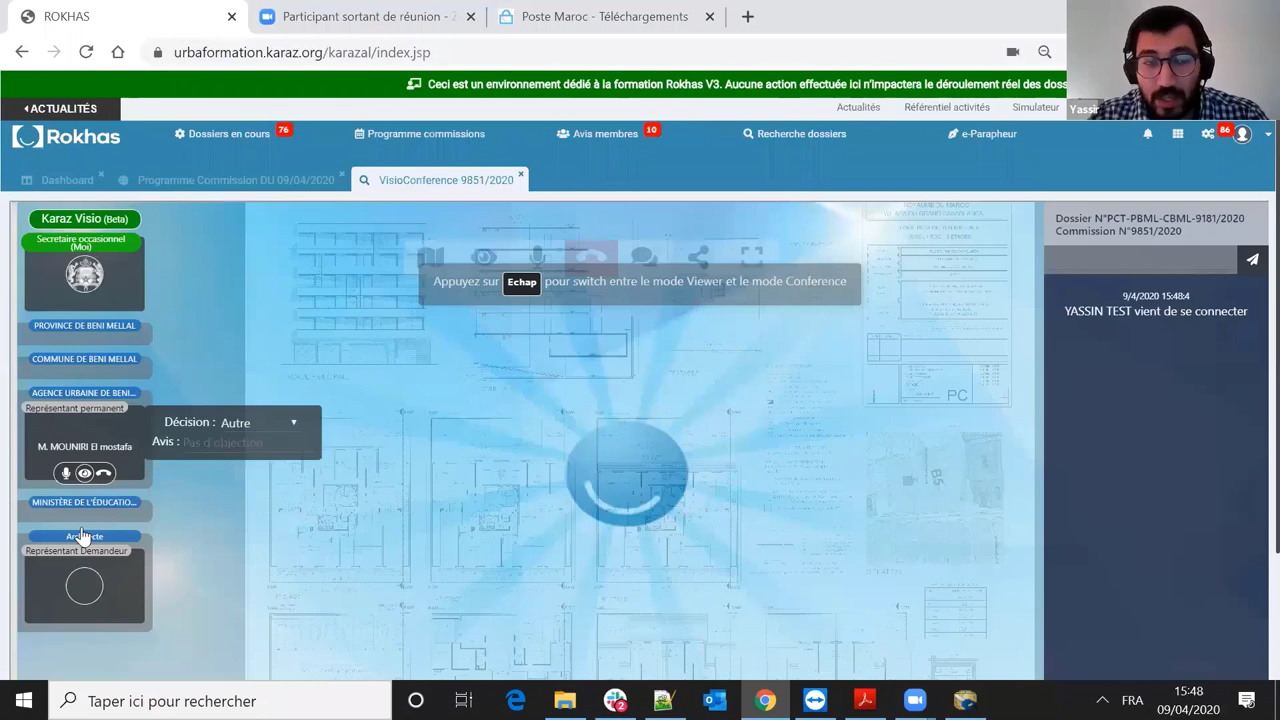 ROKHAS
Participant sortant de réunion - Z
Poste Maroc - Téléchargements
urbaformation.karaz.org/karazal/index.jsp
Ceci est un environnement dédié à la formation Rokhas V3. Aucune action effectuée ici n'impactera le déroulement réel des doss
Yassir
ACTUALITÉS
Actualités
Référentiel activités
Simulateur
Rokhas
Dossiers en cours 76
Programme commissions
Avis membres 10
Recherche dossiers
e-Parapheur
86
Dashboard
Programme Commission DU 09/04/2020
VisioConference 9851/2020
Karaz Visio (Beta)
Secretaire occasionnel
(Moi)
PROVINCE DE BENI MELLAL
COMMUNE DE BENI MELLAL
AGENCE URBAINE DE BENI...
Représentant permanent
M. MOUNIRI El mostafa
Décision : Autre
Avis : Pas d'objection
MINISTÈRE DE L'ÉDUCATIO...
Architecte
Représentant Demandeur
Appuyez sur Echap pour switch entre le mode Viewer et le mode Conference
PC
Dossier N°PCT-PBML-CBML-9181/2020
Commission N°9851/2020
9/4/2020 15:48:4
YASSIN TEST vient de se connecter
Taper ici pour rechercher
2
FRA
15:48
09/04/2020